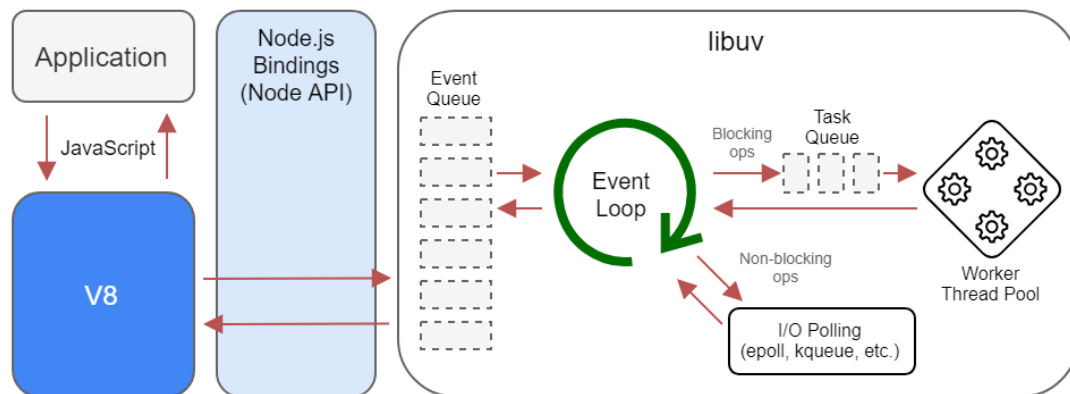 Application
JavaScript
V8
Node.js
Bindings
(Node API)
libuv
Event
Queue
Event
Loop
Blocking
ops
Task
Queue
Worker
Thread Pool
Non-blocking
ops
I/O Polling
(epoll, kqueue, etc.)